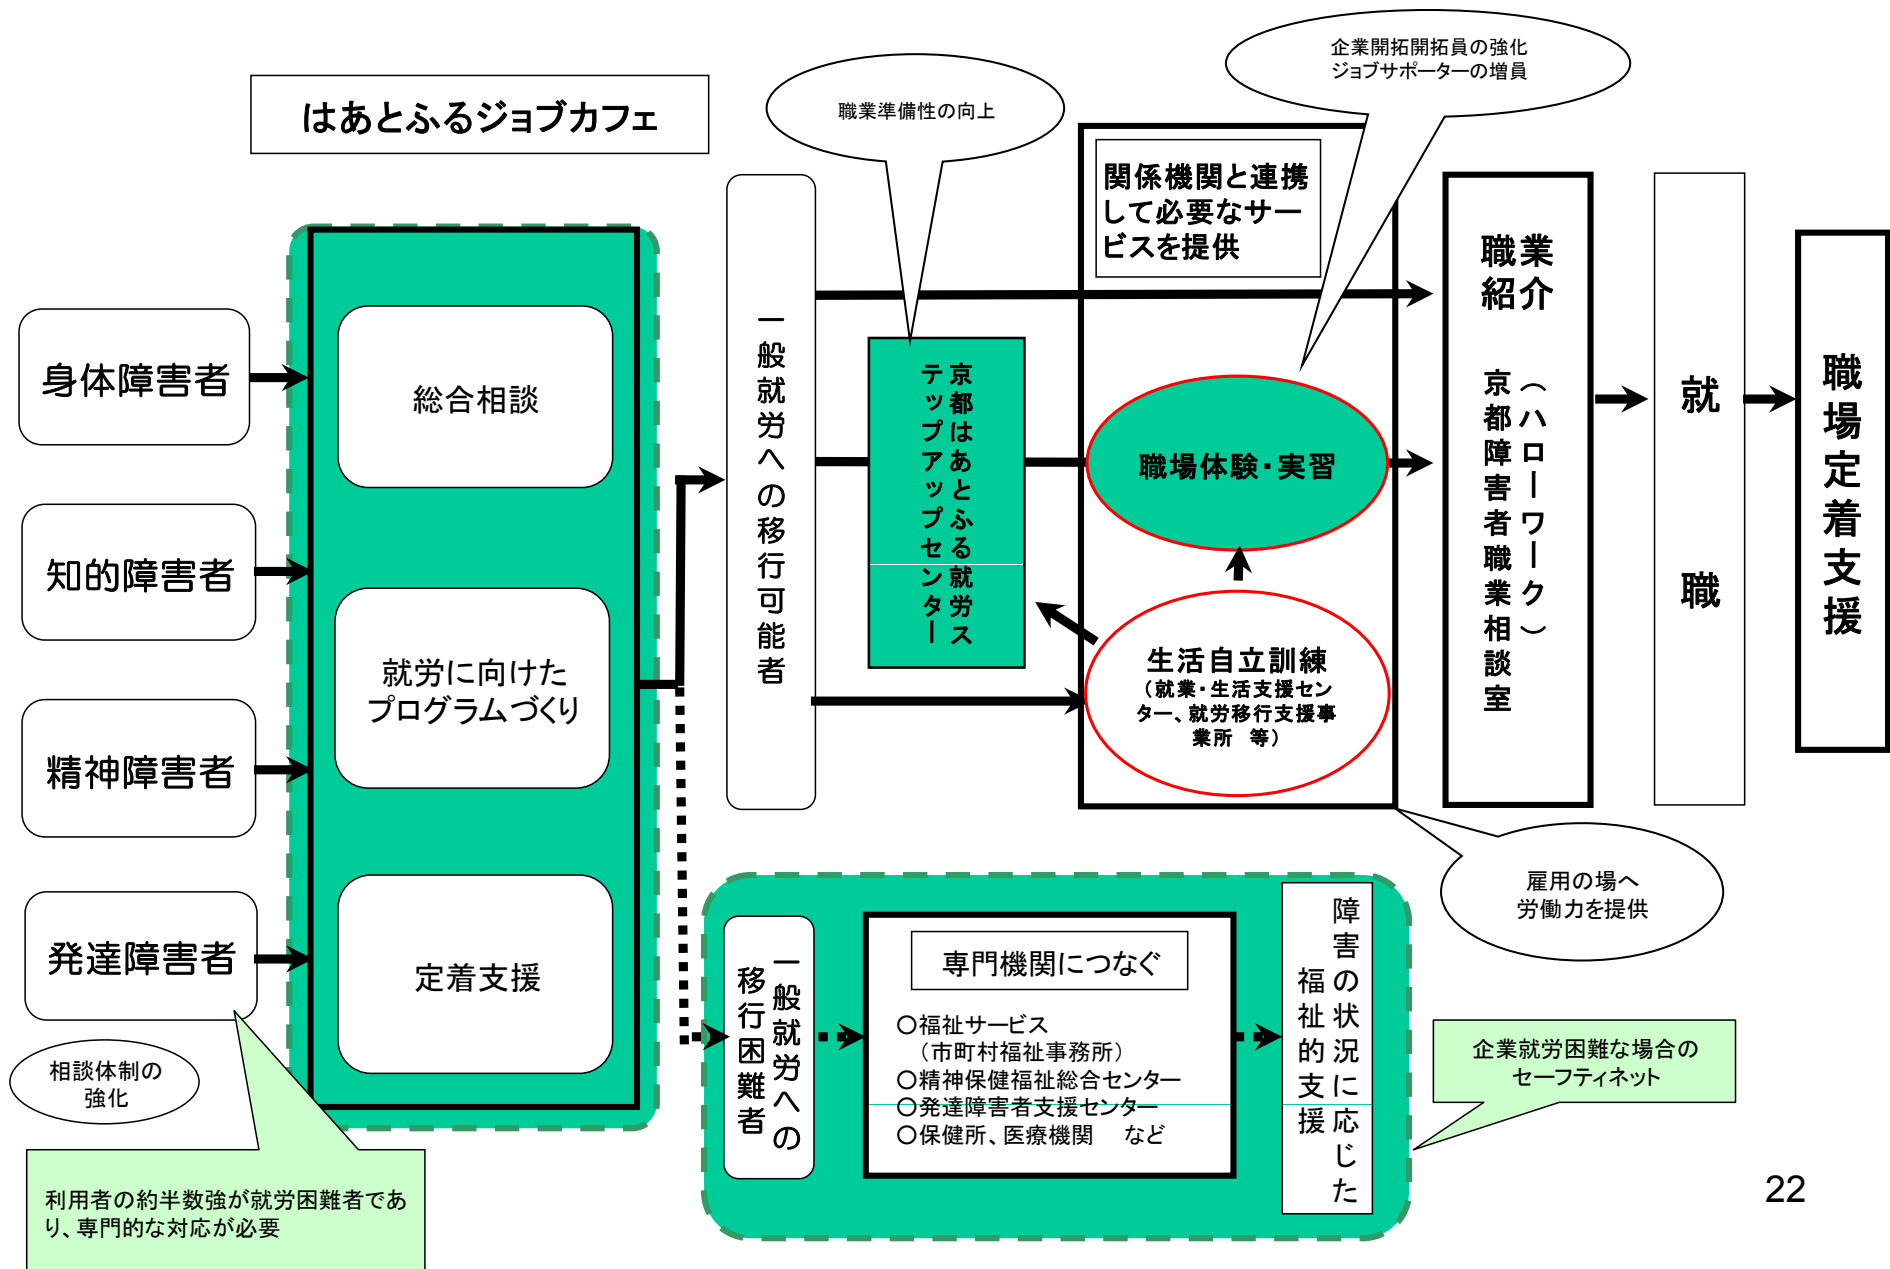 はあとふるジョブカフェ
職業準備性の向上
企業開拓開拓員の強化
ジョブサポーターの増員
身体障害者
知的障害者
精神障害者
発達障害者
相談体制の
強化
利用者の約半数強が就労困難者であ
り、専門的な対応が必要
総合相談
就労に向けた
プログラムづくり
定着支援
一般就労への移行可能者
京都はあとふる就労ス
テップアップセンター
関係機関と連携
して必要なサー
ビスを提供
職場体験・実習
生活自立訓練
（就業・生活支援セン
ター、就労移行支援事
業所　等）
職業
紹介
（ハローワーク）
京都障害者職業相談室
就職
職場定着支援
雇用の場へ
労働力を提供
一般就労への
移行困難者
専門機関につなぐ
○福祉サービス
（市町村福祉事務所）
○精神保健福祉総合センター
○発達障害者支援センター
○保健所、医療機関　など
障害の状況に応じた
福祉的支援
企業就労困難な場合の
セーフティネット
22